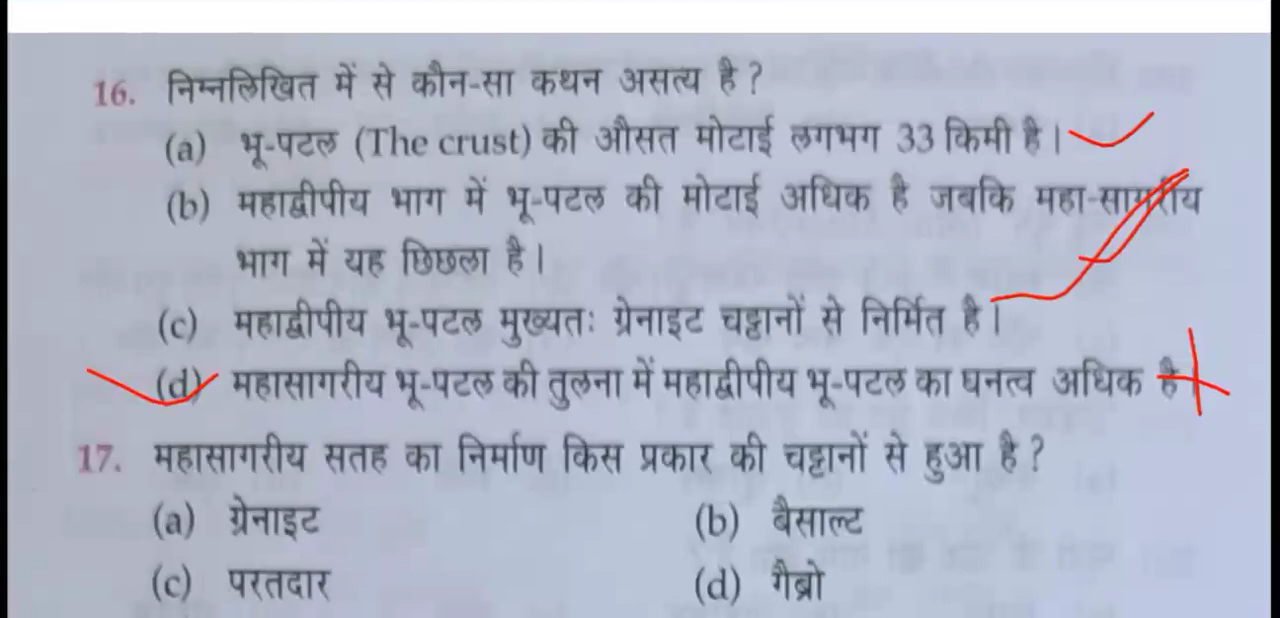 16. निम्नलिखित में से कौन-सा कथन असत्य है ?
(a) भू-पटल (The crust) की औसत मोटाई लगभग 33 किमी है।
(b) महाद्वीपीय भाग में भू-पटल की मोटाई अधिक है जबकि महा-सागरीय
भाग में यह छिछला है।
(c) महाद्वीपीय भू-पटल मुख्यतः ग्रेनाइट चट्टानों से निर्मित है।
(d) महासागरीय भू-पटल की तुलना में महाद्वीपीय भू-पटल का घनत्व अधिक है
17. महासागरीय सतह का निर्माण किस प्रकार की चट्टानों से हुआ है ?
(a) ग्रेनाइट (b) बैसाल्ट
(c) परतदार (d) गैब्रो